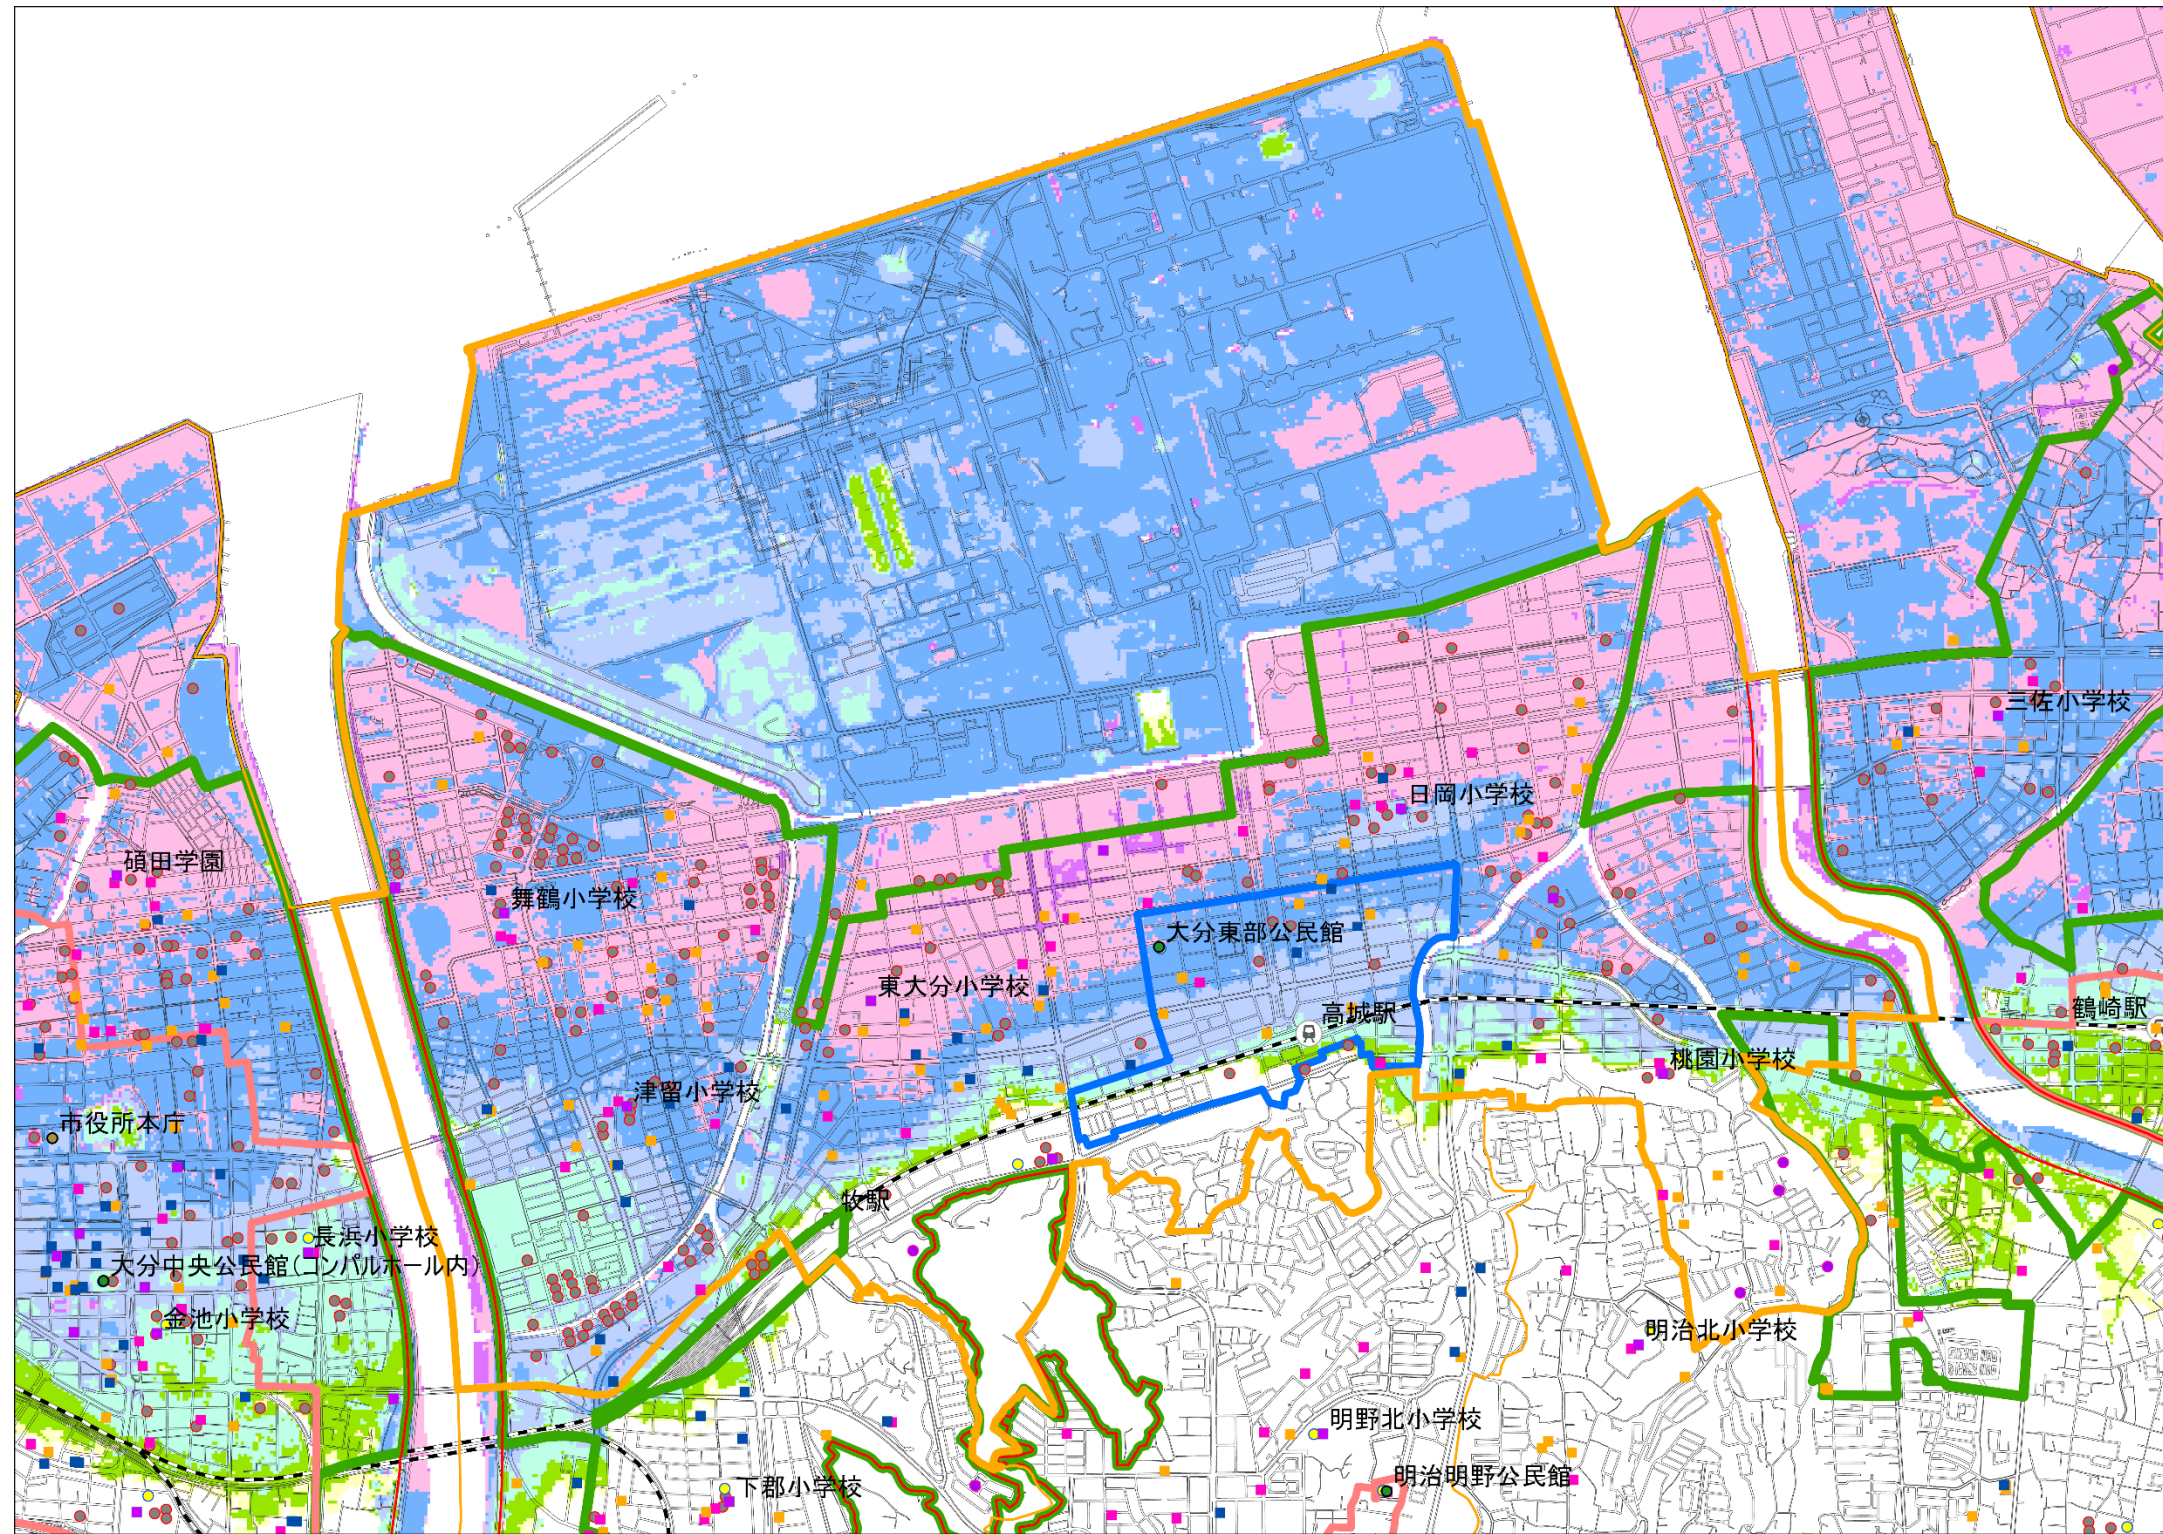 三佐小学校
日岡小学校
碩田学園
舞鶴小学校
大分東部公民館
東大分小学校
高城駅
鶴崎駅
桃園小学校
津留小学校
市役所本庁
牧駅
長浜小学校
大分中央公民館(コンパルホール内)
金池小学校
明治北小学校
明野北小学校
明治明野公民館
下郡小学校